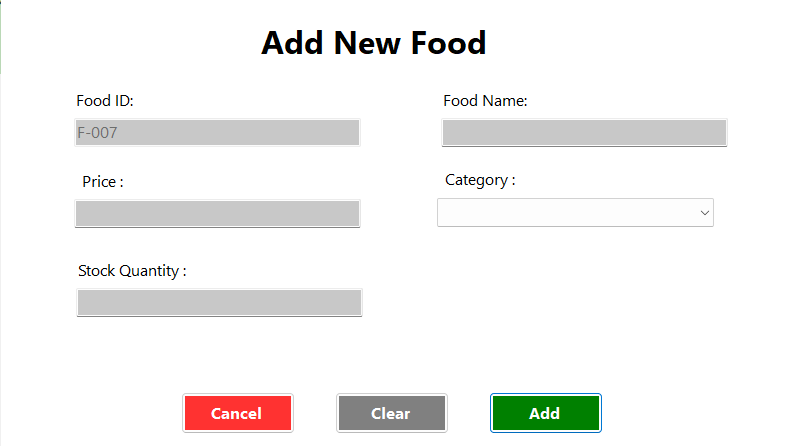 Add New Food
Food ID:
Food Name:
F-007
Price :
Category :
Stock Quantity :
Cancel
Clear
Add